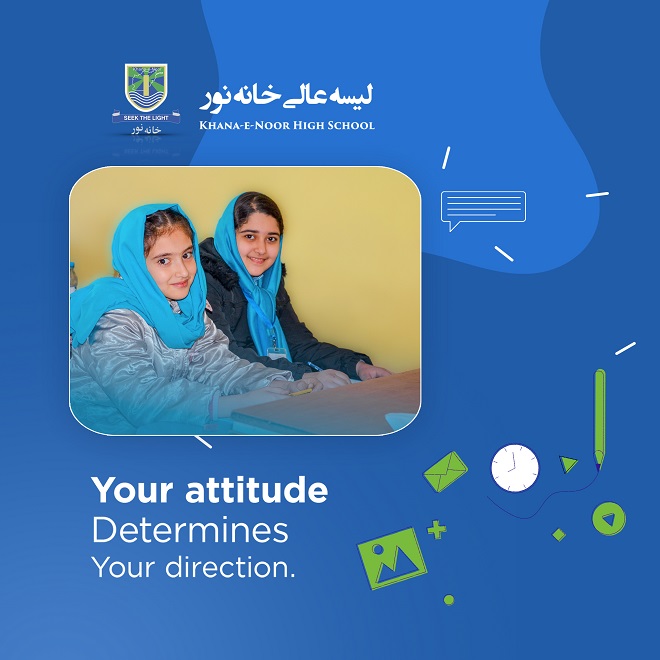 SEEK THE LIGHT
خانه نور
لیسه عالی خانه نور
KHANA-E-NOOR HIGH SCHOOL
Your attitude
Determines
Your direction.